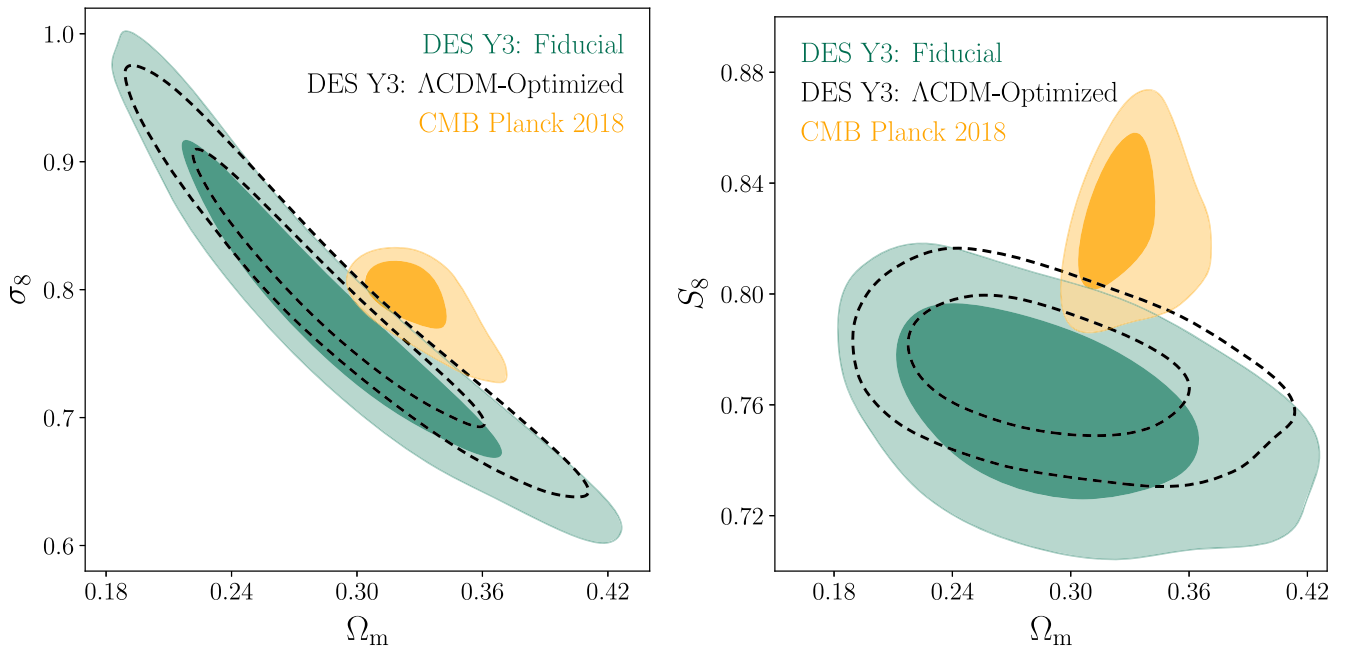 1.0
0.9
0.8
0.7
0.6
σ₈
DES Y3: Fiducial
DES Y3: ΛCDM-Optimized
CMB Planck 2018
0.18 0.24 0.30 0.36 0.42
Ωₘ
0.88
0.84
0.80
0.76
0.72
S₈
DES Y3: Fiducial
DES Y3: ΛCDM-Optimized
CMB Planck 2018
0.18 0.24 0.30 0.36 0.42
Ωₘ